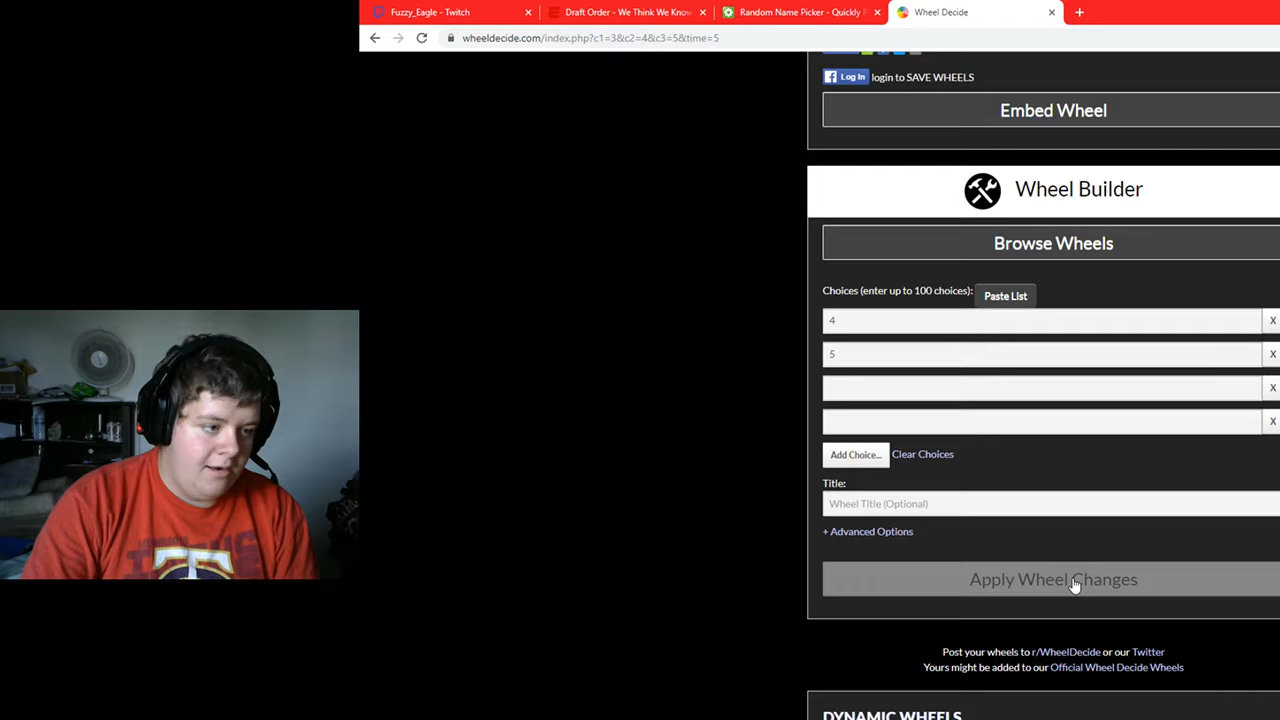 Fuzzy_Eagle - Twitch
Draft Order - We Think We Know
Random Name Picker - Quickly P
Wheel Decide
wheeldecide.com/index.php?c1=3&c2=4&c3=5&time=5
Log In login to SAVE WHEELS
Embed Wheel
Wheel Builder
Browse Wheels
Choices (enter up to 100 choices): Paste List
4 X
5 X
X
X
Add Choice... Clear Choices
Title:
Wheel Title (Optional)
+ Advanced Options
Apply Wheel Changes
Post your wheels to r/WheelDecide or our Twitter
Yours might be added to our Official Wheel Decide Wheels
DYNAMIC WHEELS